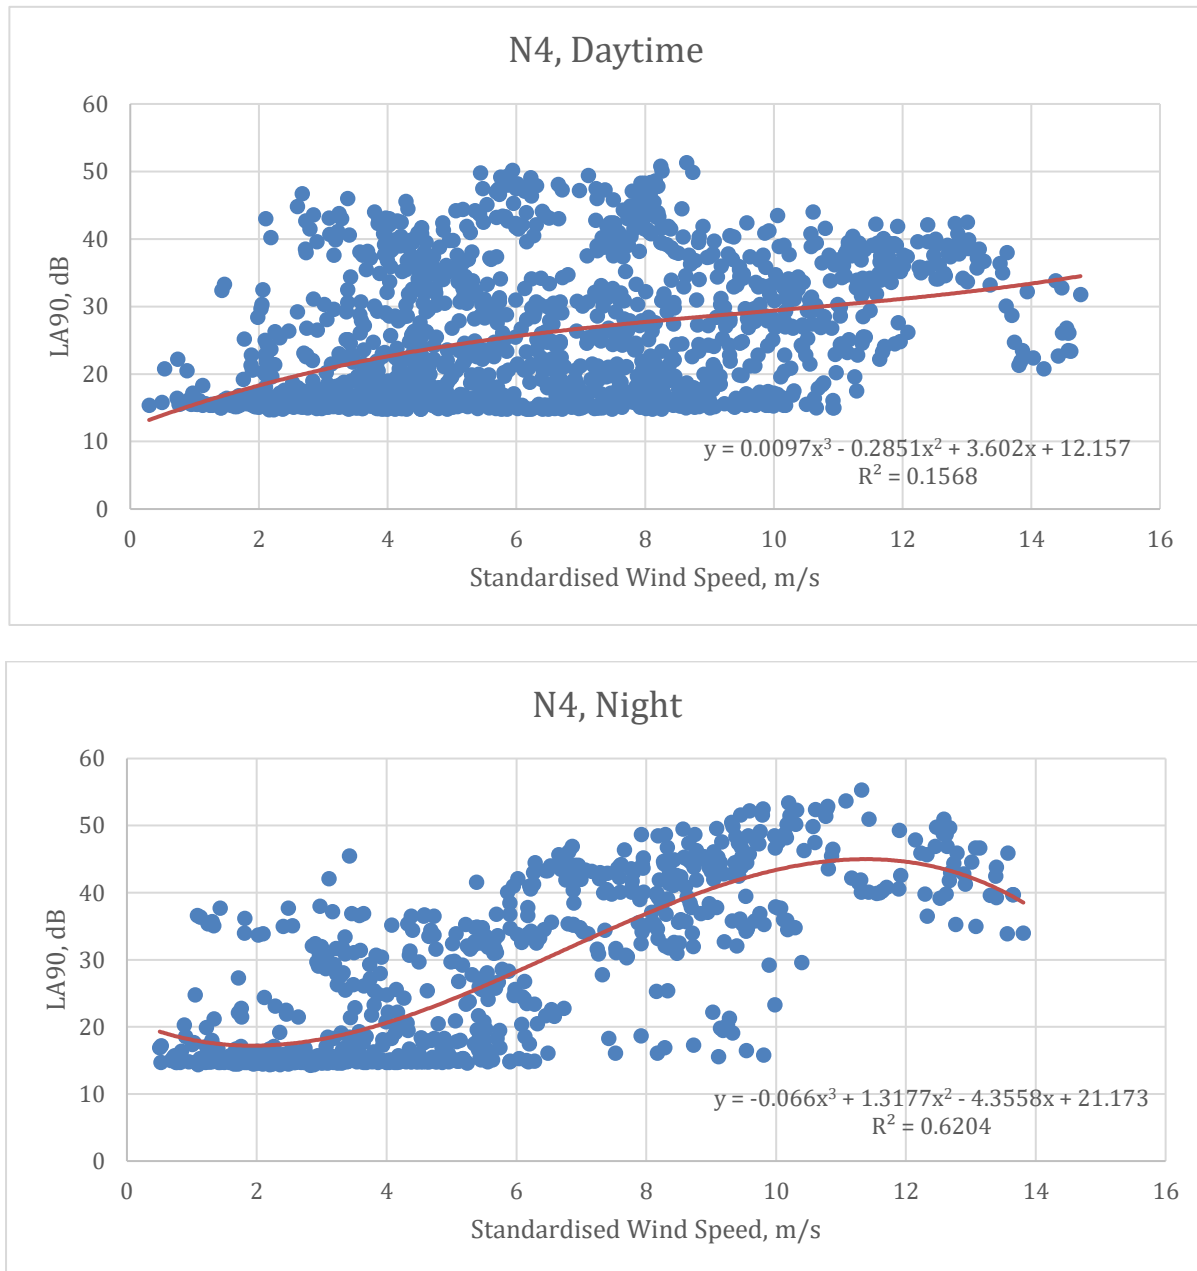 N4, Daytime
60
50
40
30
20
10
0
LA90, dB
y = 0.0097x³ - 0.2851x² + 3.602x + 12.157
R² = 0.1568
0 2 4 6 8 10 12 14 16
Standardised Wind Speed, m/s
N4, Night
60
50
40
30
20
10
0
LA90, dB
y = -0.066x³ + 1.3177x² - 4.3558x + 21.173
R² = 0.6204
0 2 4 6 8 10 12 14 16
Standardised Wind Speed, m/s